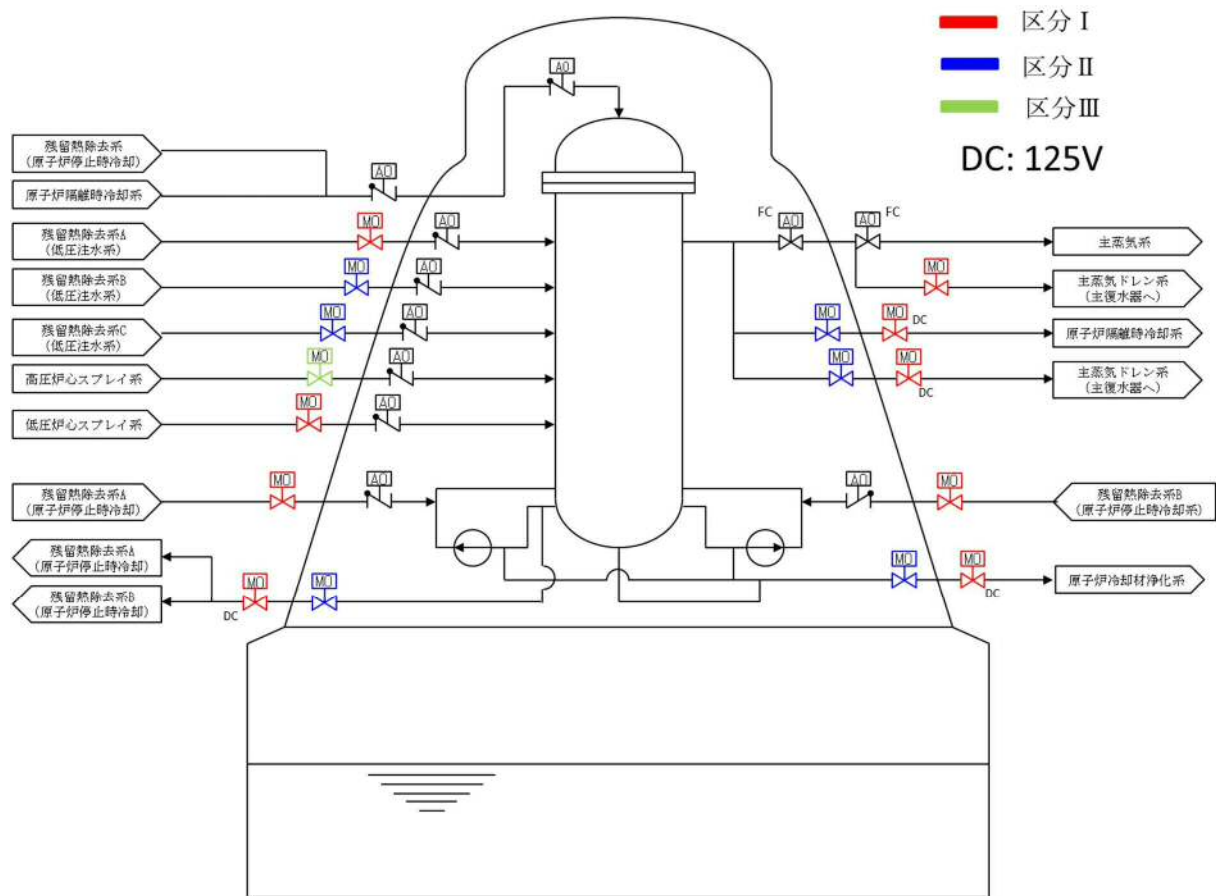 区分Ⅰ
区分Ⅱ
区分Ⅲ
DC: 125V
AO
残留熱除去系
(原子炉停止時冷却)
原子炉隔離時冷却系
AO
残留熱除去系A
(低圧注水系)
MO
AO
残留熱除去系B
(低圧注水系)
MO
AO
残留熱除去系C
(低圧注水系)
MO
AO
高圧炉心スプレイ系
MO
AO
低圧炉心スプレイ系
MO
AO
残留熱除去系A
(原子炉停止時冷却)
MO
AO
残留熱除去系A
(原子炉停止時冷却)
残留熱除去系B
(原子炉停止時冷却)
MO
DC
MO
FC
AO
AO
FC
主蒸気系
MO
主蒸気ドレン系
(主復水器へ)
MO
MO
DC
原子炉隔離時冷却系
MO
MO
DC
主蒸気ドレン系
(主復水器へ)
AO
MO
残留熱除去系B
(原子炉停止時冷却系)
MO
MO
DC
原子炉冷却材浄化系